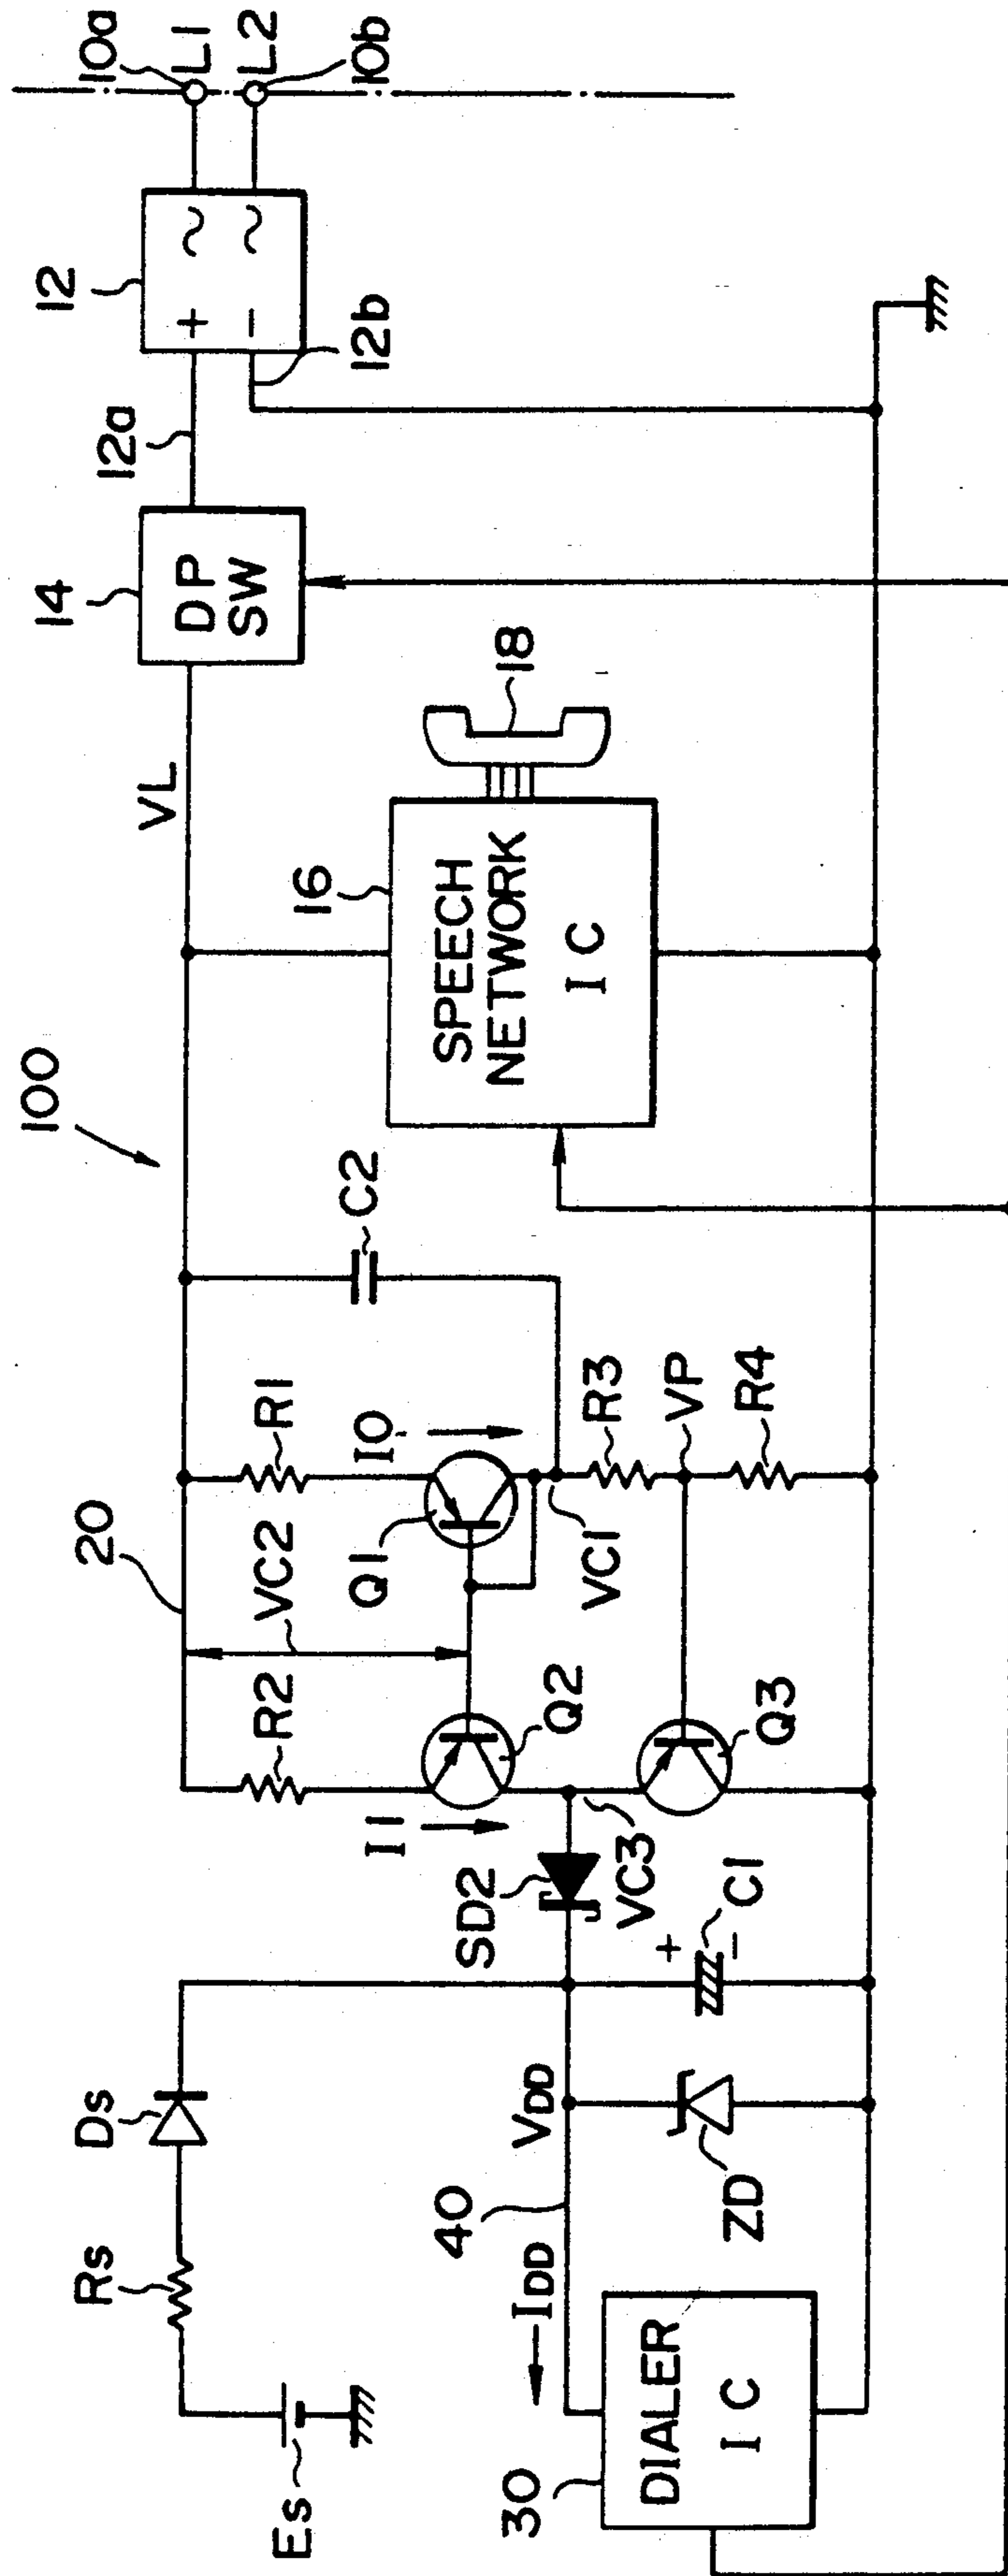 100
20
VL
14
DP
SW
12a
12
+
−
~
~
12b
10a
L1
L2
10b
Es
Rs
Ds
R2
VC2
R1
C2
16
SPEECH
NETWORK
IC
18
I1
Q2
Q1
I0
SD2
VC3
VC1
R3
VP
R4
Q3
30
DIALER
IC
IDD
40
VDD
ZD
+
−
C1